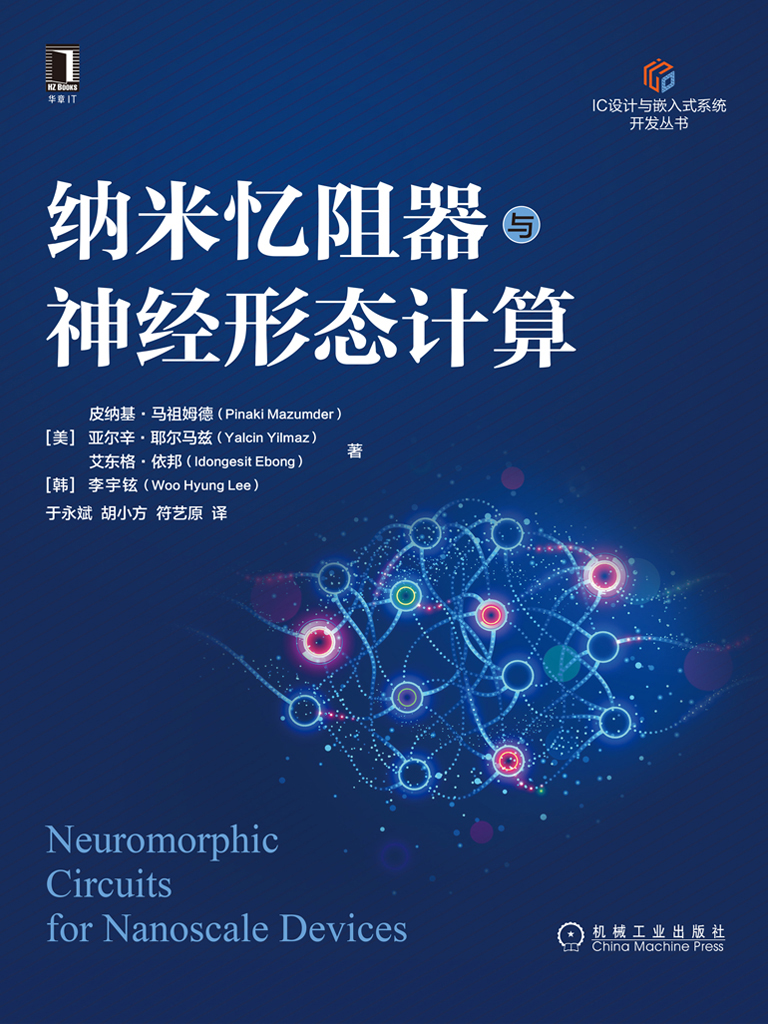 HZ BOOKS
华章IT
IC设计与嵌入式系统
开发丛书
纳米忆阻器与
神经形态计算
皮纳基·马祖姆德(Pinaki Mazumder)
[美] 亚尔辛·耶尔马兹(Yalcin Yilmaz)
艾东格·依邦(Idongesit Ebong)
著
[韩] 李宇铉(Woo Hyung Lee)
于永斌 胡小方 符艺原 译
Neuromorphic
Circuits
for Nanoscale Devices
机械工业出版社
China Machine Press